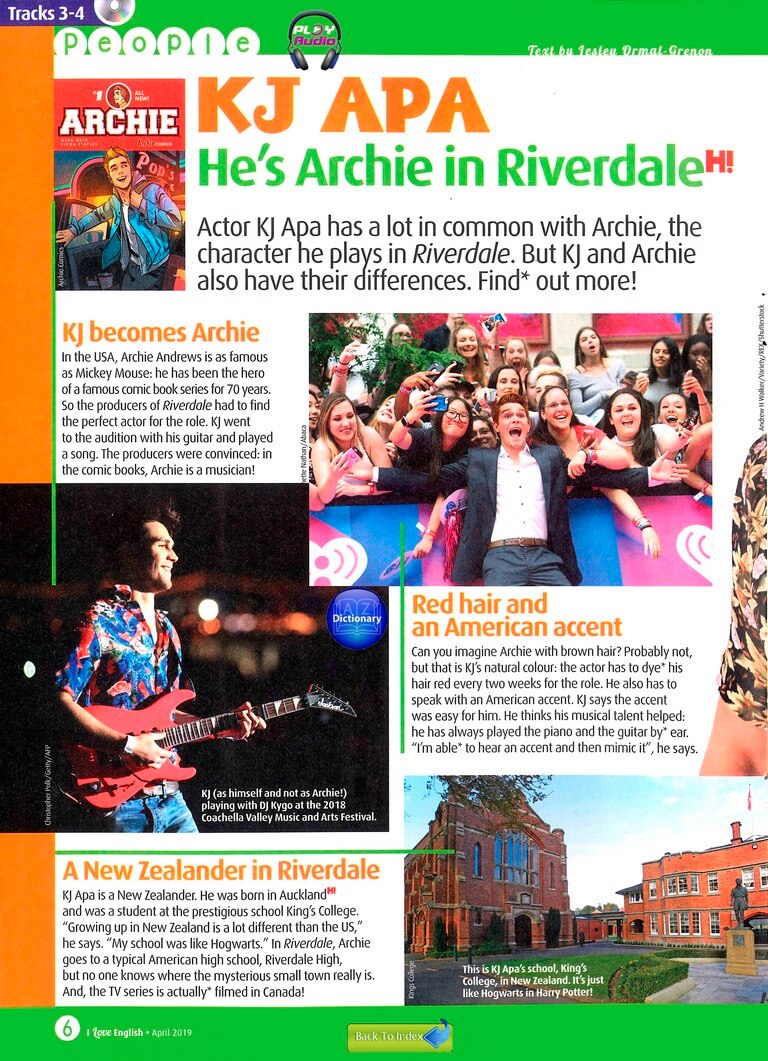 Tracks 3-4
People
PLAY
Audio
Text by Lesley Ormal-Grenon
#1
ALL
NEW!
ARCHIE
Pop's
Archie Comics
KJ APA
He's Archie in RiverdaleH!
Actor KJ Apa has a lot in common with Archie, the
character he plays in Riverdale. But KJ and Archie
also have their differences. Find* out more!
KJ becomes Archie
In the USA, Archie Andrews is as famous
as Mickey Mouse: he has been the hero
of a famous comic book series for 70 years.
So the producers of Riverdale had to find
the perfect actor for the role. KJ went
to the audition with his guitar and played
a song. The producers were convinced: in
the comic books, Archie is a musician!
Nathan/Abaca
Andrew H Walker/Variety/REX/Shutterstock
A Z
Dictionary
Christopher Polk/Getty/AFP
KJ (as himself and not as Archie!)
playing with DJ Kygo at the 2018
Coachella Valley Music and Arts Festival.
Red hair and
an American accent
Can you imagine Archie with brown hair? Probably not,
but that is KJ's natural colour: the actor has to dye* his
hair red every two weeks for the role. He also has to
speak with an American accent. KJ says the accent
was easy for him. He thinks his musical talent helped:
he has always played the piano and the guitar by* ear.
"I'm able* to hear an accent and then mimic it", he says.
A New Zealander in Riverdale
KJ Apa is a New Zealander. He was born in AucklandH!
and was a student at the prestigious school King's College.
"Growing up in New Zealand is a lot different than the US,"
he says. "My school was like Hogwarts." In Riverdale, Archie
goes to a typical American high school, Riverdale High,
but no one knows where the mysterious small town really is.
And, the TV series is actually* filmed in Canada!
Kings College
This is KJ Apa's school, King's
College, in New Zealand. It's just
like Hogwarts in Harry Potter!
6 I Love English • April 2019
Back To Index